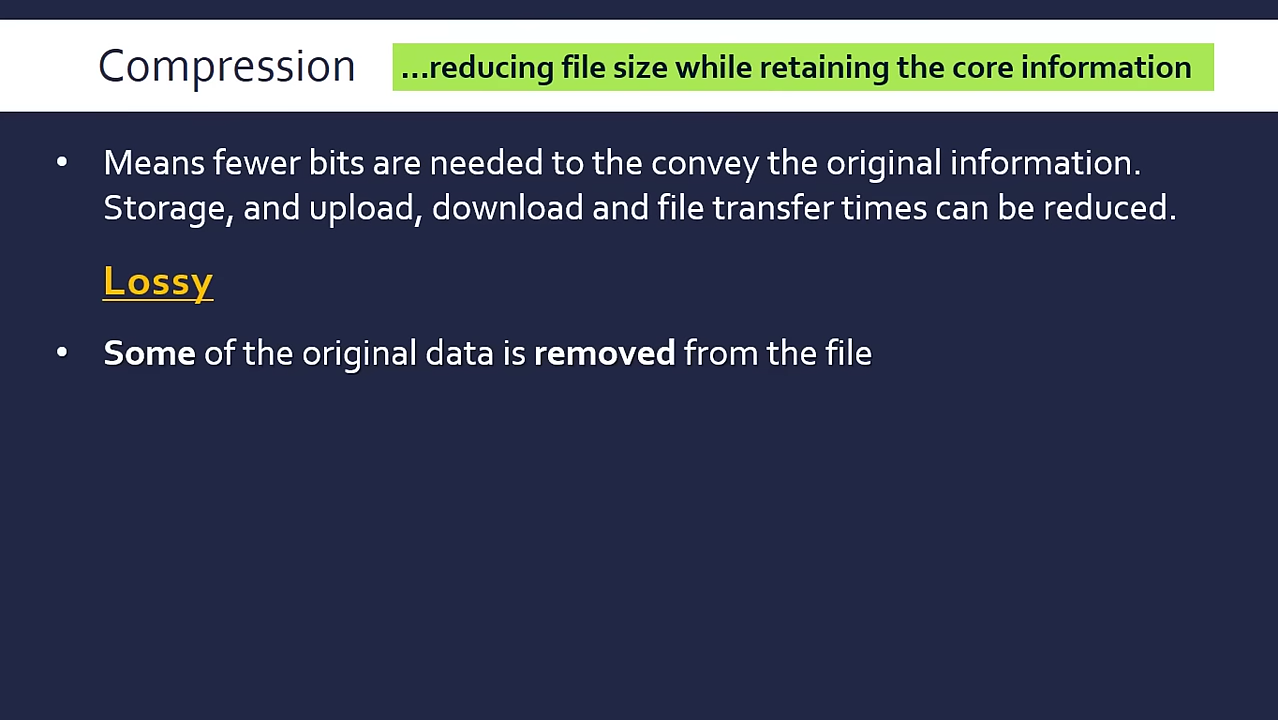 Compression
...reducing file size while retaining the core information
• Means fewer bits are needed to the convey the original information.
Storage, and upload, download and file transfer times can be reduced.
Lossy
• Some of the original data is removed from the file